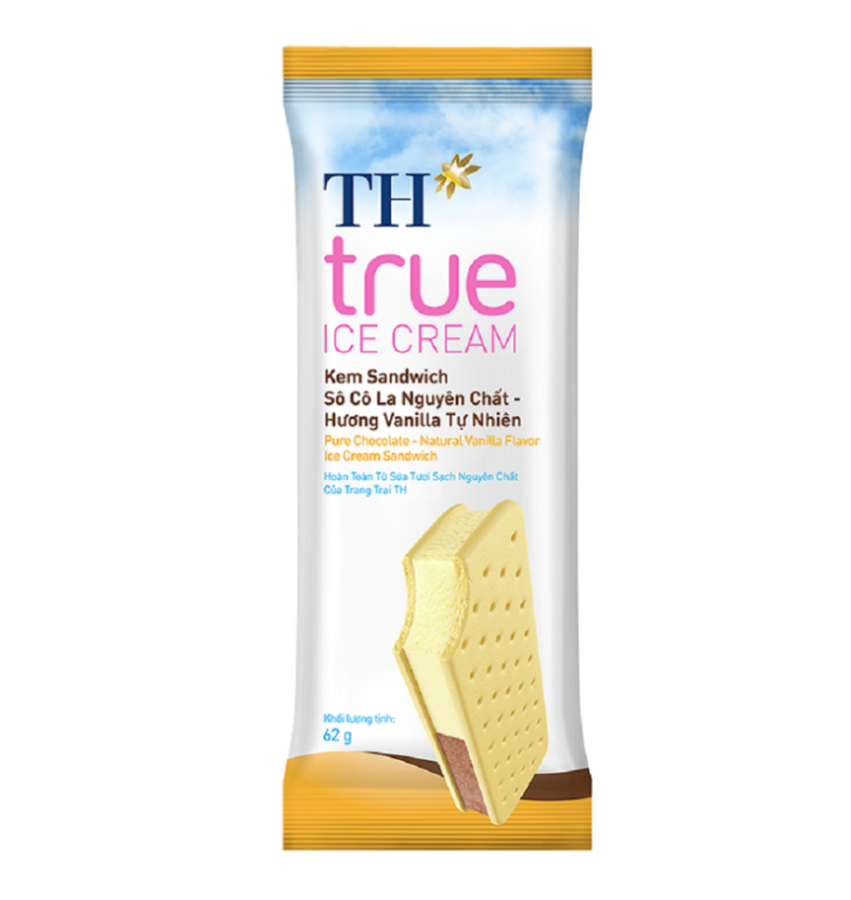 TH
true
ICE CREAM
Kem Sandwich
Sô Cô La Nguyên Chất -
Hương Vanilla Tự Nhiên
Pure Chocolate - Natural Vanilla Flavor
Ice Cream Sandwich
Hoàn Toàn Từ Sữa Tươi Sạch Nguyên Chất
Của Trang Trại TH
Khối lượng tịnh:
62 g